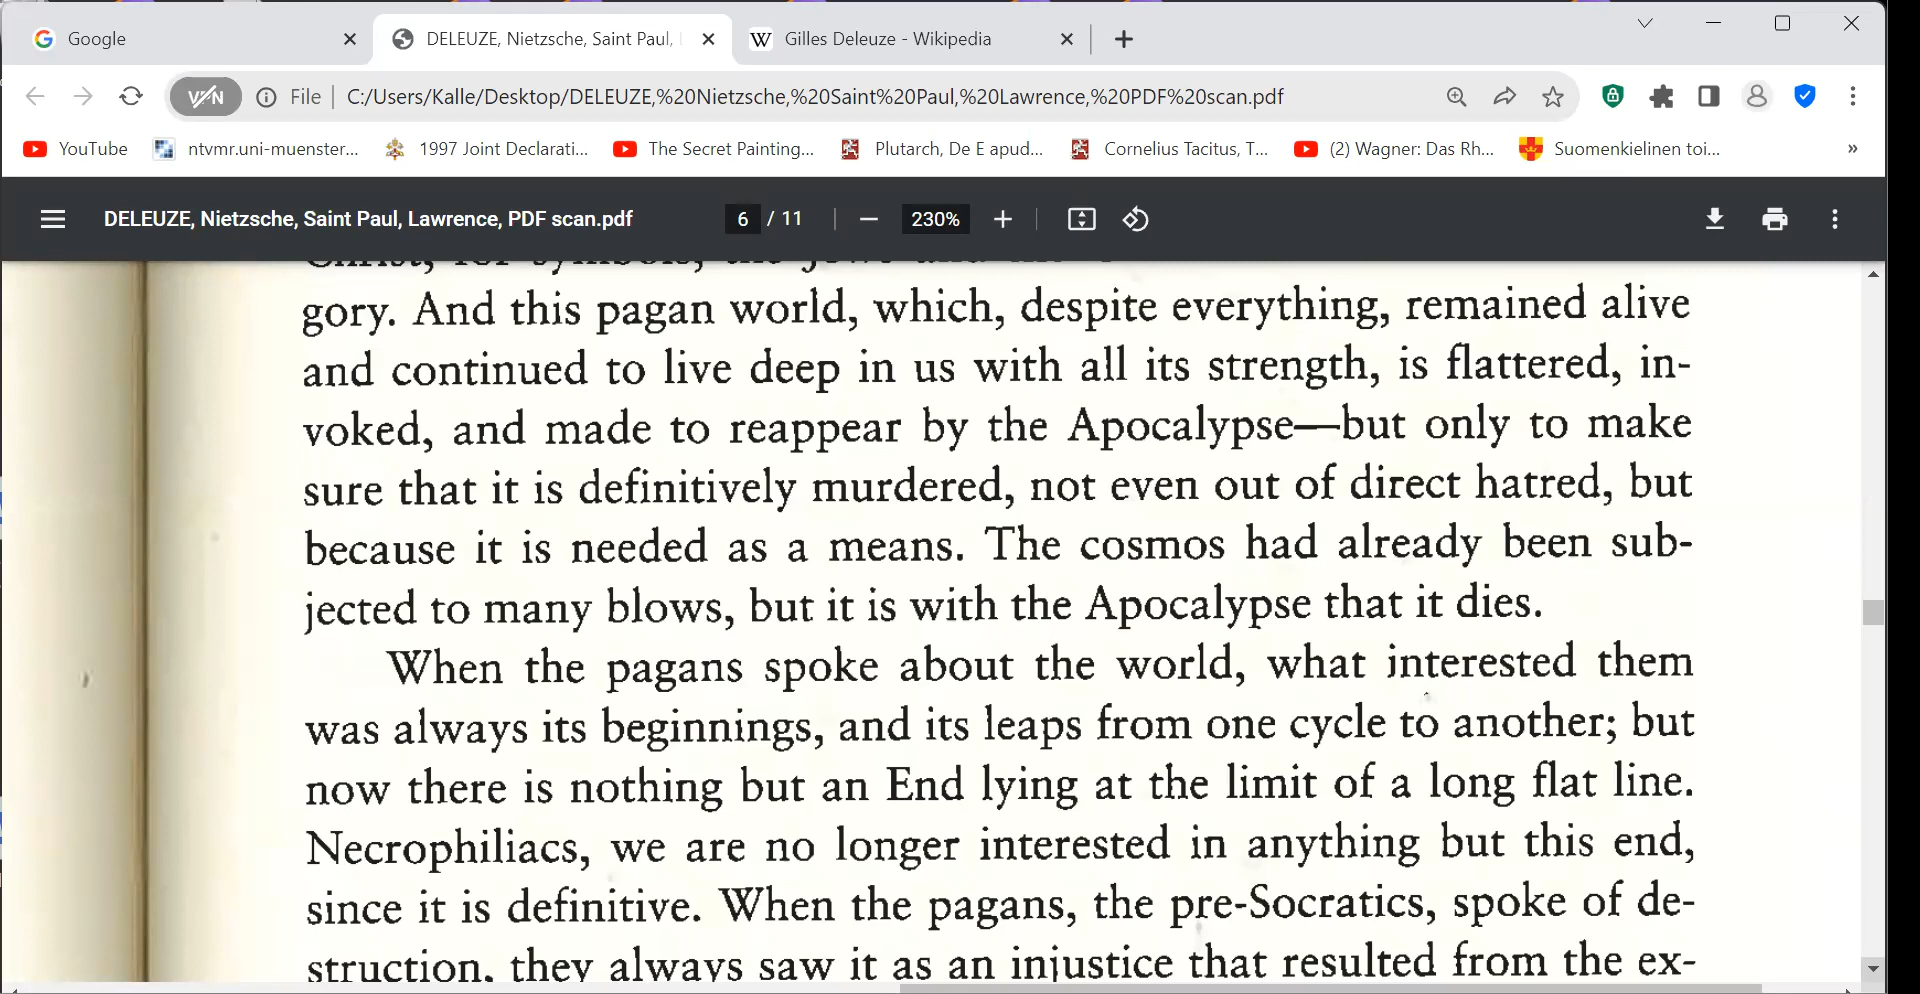 Google
DELEUZE, Nietzsche, Saint Paul,
W Gilles Deleuze - Wikipedia
VPN File C:/Users/Kalle/Desktop/DELEUZE,%20Nietzsche,%20Saint%20Paul,%20Lawrence,%20PDF%20scan.pdf
YouTube ntvmr.uni-muenster... 1997 Joint Declarati... The Secret Painting... Plutarch, De E apud... Cornelius Tacitus, T... (2) Wagner: Das Rh... Suomenkielinen toi... »
DELEUZE, Nietzsche, Saint Paul, Lawrence, PDF scan.pdf 6 / 11 230%
Christ, for symbols, the Jews and
gory. And this pagan world, which, despite everything, remained alive
and continued to live deep in us with all its strength, is flattered, in-
voked, and made to reappear by the Apocalypse—but only to make
sure that it is definitively murdered, not even out of direct hatred, but
because it is needed as a means. The cosmos had already been sub-
jected to many blows, but it is with the Apocalypse that it dies.
When the pagans spoke about the world, what interested them
was always its beginnings, and its leaps from one cycle to another; but
now there is nothing but an End lying at the limit of a long flat line.
Necrophiliacs, we are no longer interested in anything but this end,
since it is definitive. When the pagans, the pre-Socratics, spoke of de-
struction, they always saw it as an injustice that resulted from the ex-